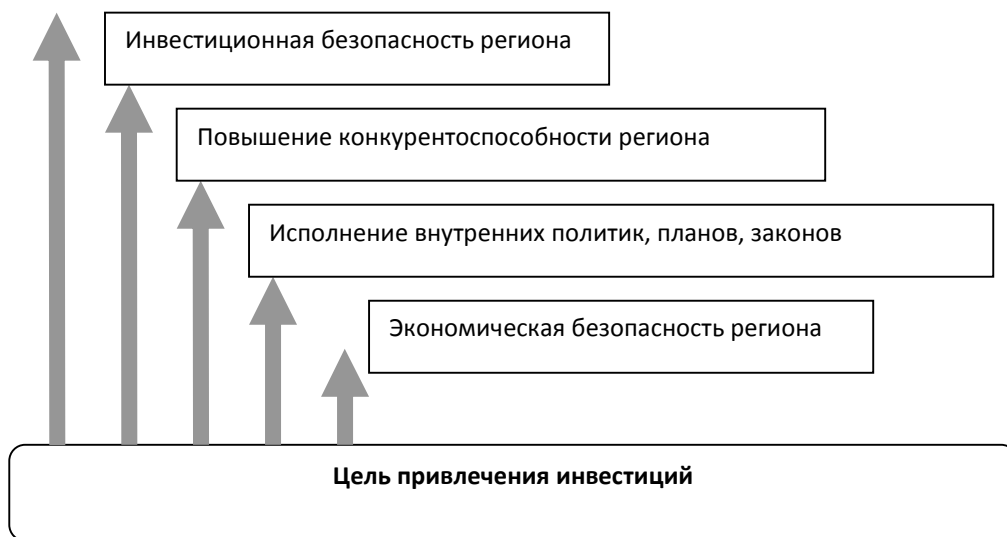 Инвестиционная безопасность региона
Повышение конкурентоспособности региона
Исполнение внутренних политик, планов, законов
Экономическая безопасность региона
Цель привлечения инвестиций